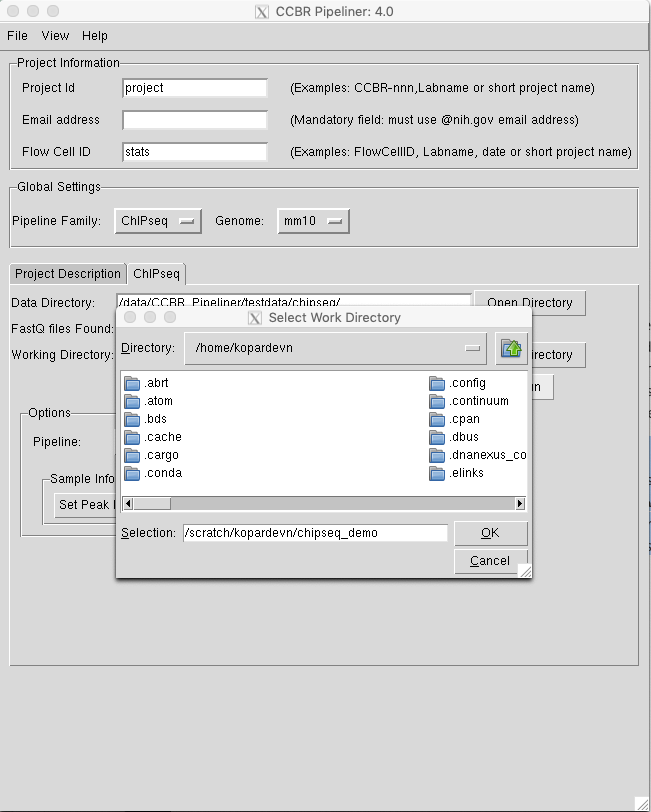 CCBR Pipeliner: 4.0
File View Help
Project Information
Project Id project (Examples: CCBR-nnn,Labname or short project name)
Email address (Mandatory field: must use @nih.gov email address)
Flow Cell ID stats (Examples: FlowCellID, Labname, date or short project name)
Global Settings
Pipeline Family: ChIPseq Genome: mm10
Project Description ChIPseq
Data Directory: /data/CCBR_Pipeliner/testdata/chipseq/ Open Directory
FastQ files Found:
Select Work Directory
Working Directory:
Directory: /home/kopardevn
.abrt .config
.atom .continuum
.bds .cpan
.cache .dbus
.cargo .dnanexus_co
.conda .elinks
Options
Pipeline:
Sample Info
Set Peak
Selection: /scratch/kopardevn/chipseq_demo OK
Cancel